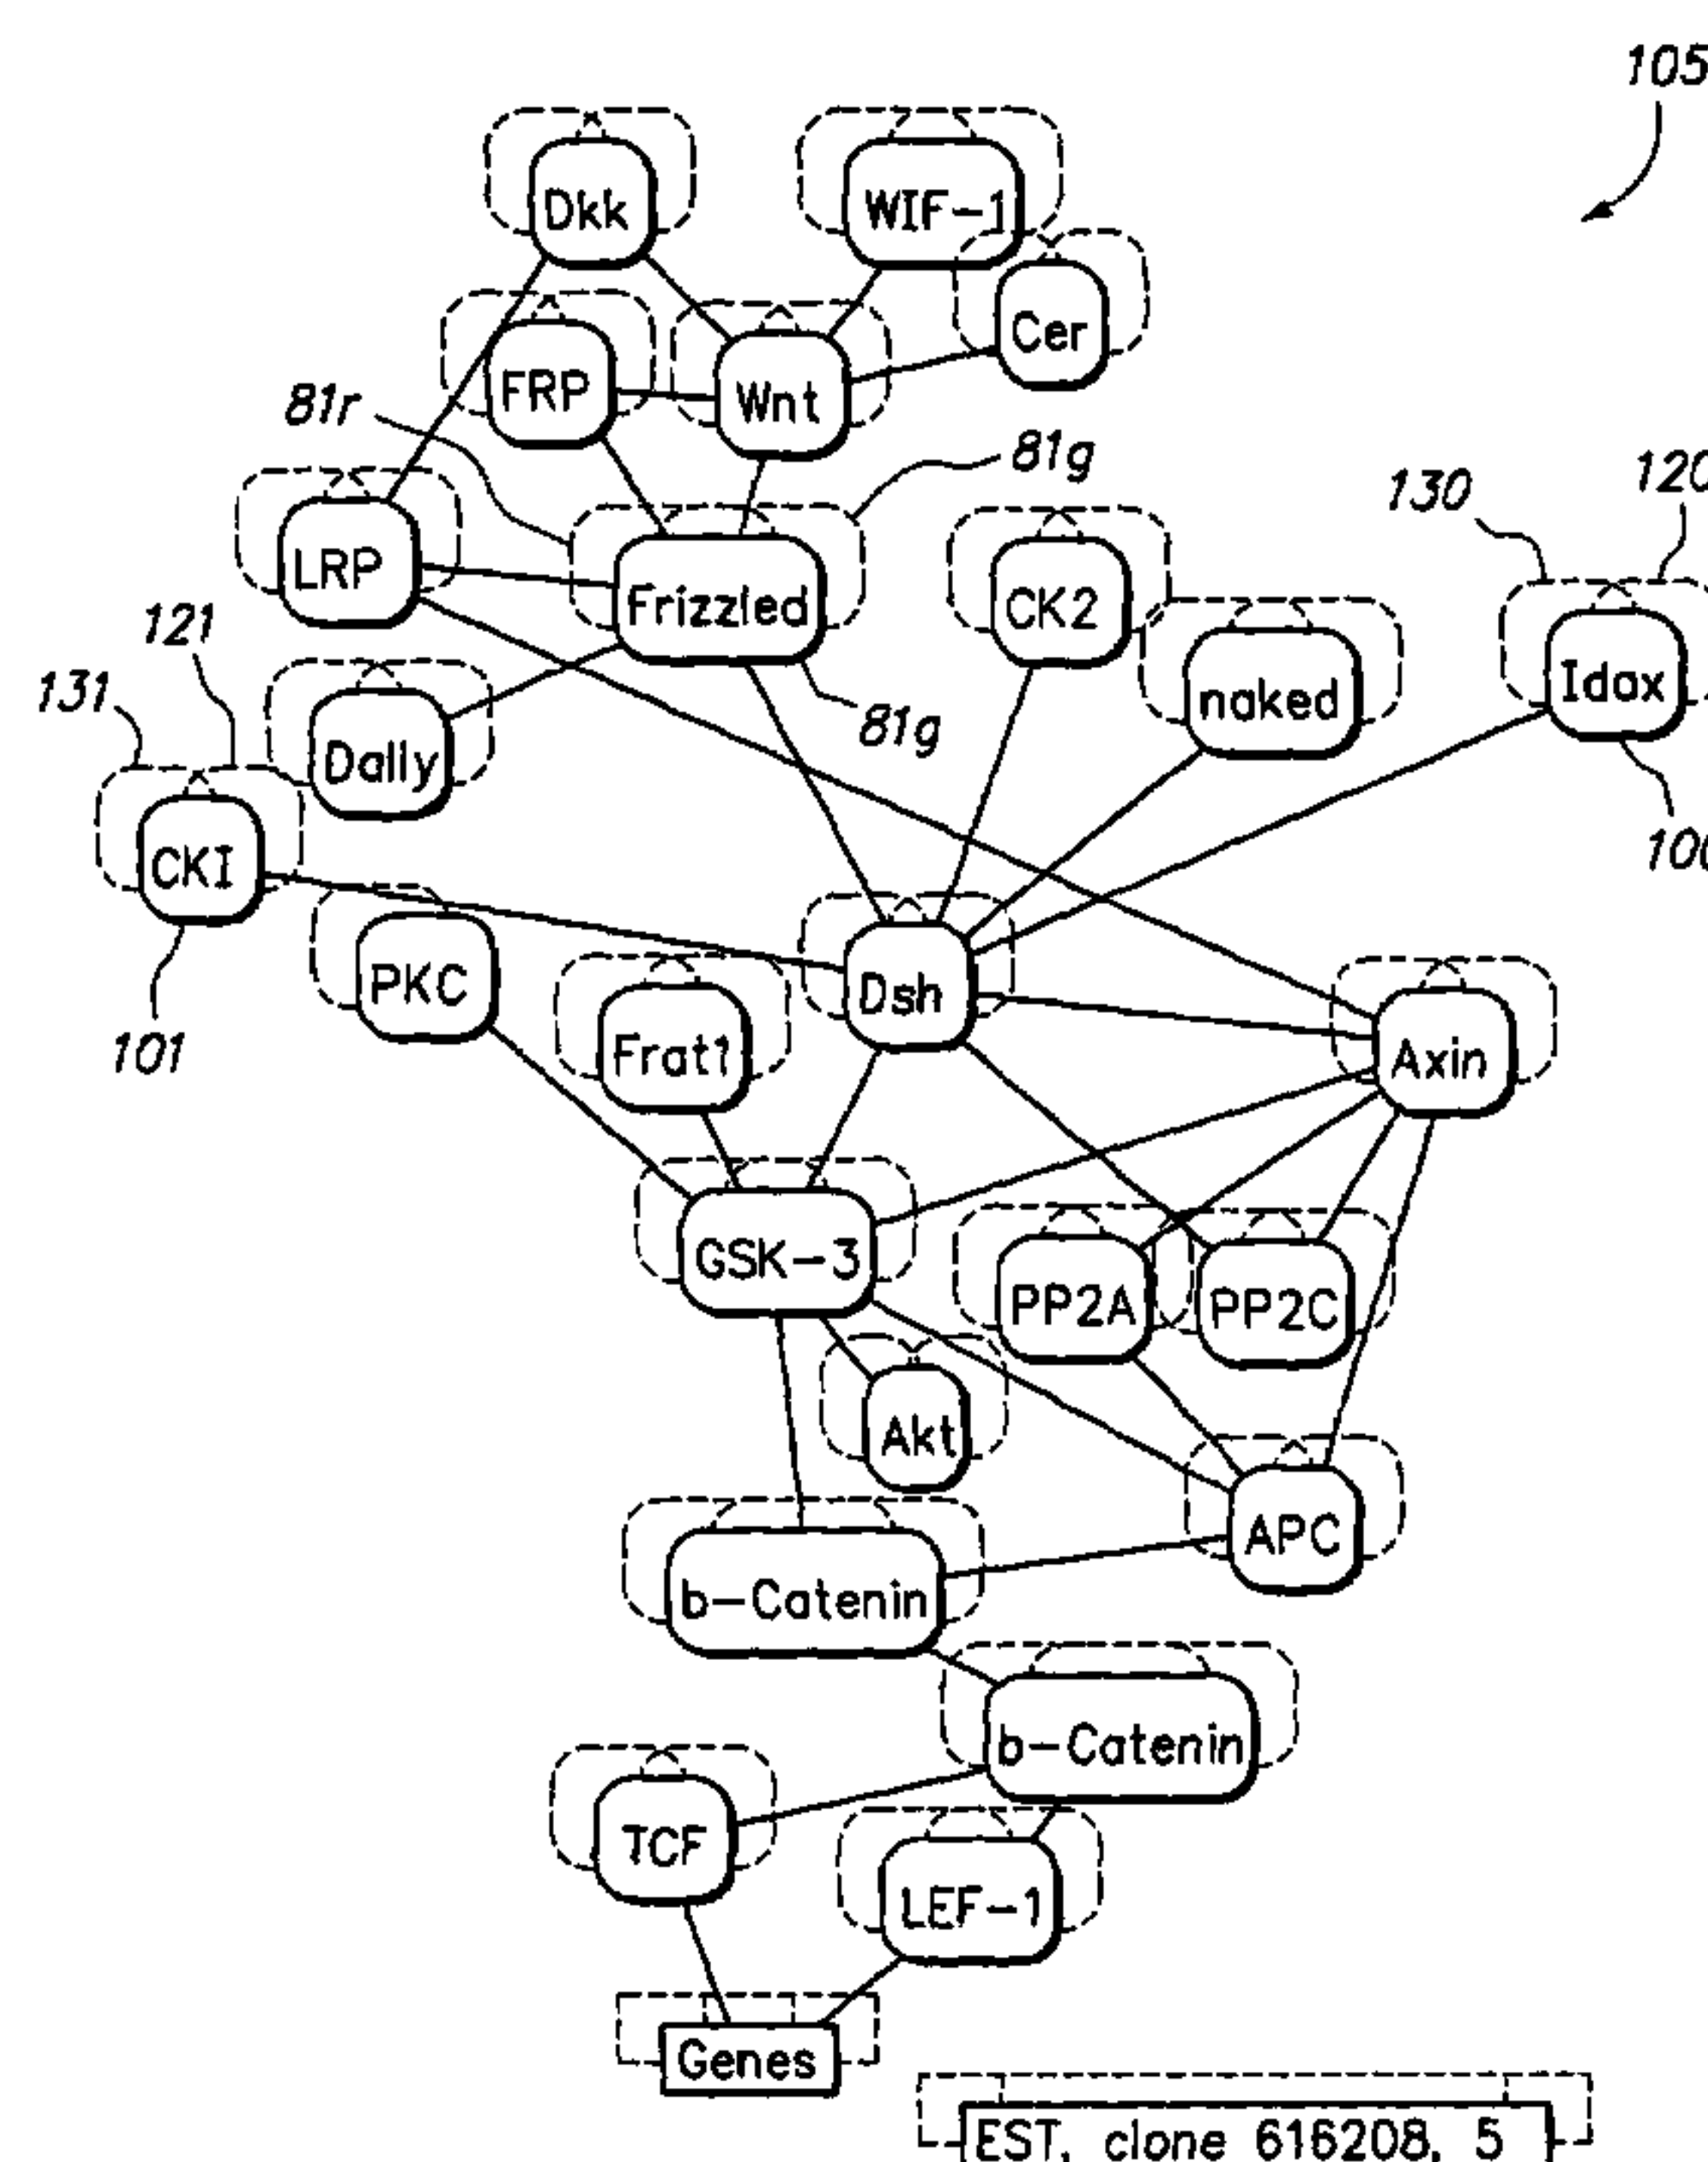 105
Dkk
WIF-1
Cer
FRP
Wnt
81r
81g
130
120
LRP
Frizzled
CK2
121
naked
Idax
131
81g
Dally
CKI
100
PKC
Dsh
Frat1
Axin
101
GSK-3
PP2A
PP2C
Akt
APC
b-Catenin
b-Catenin
TCF
LEF-1
Genes
EST, clone 616208, 5